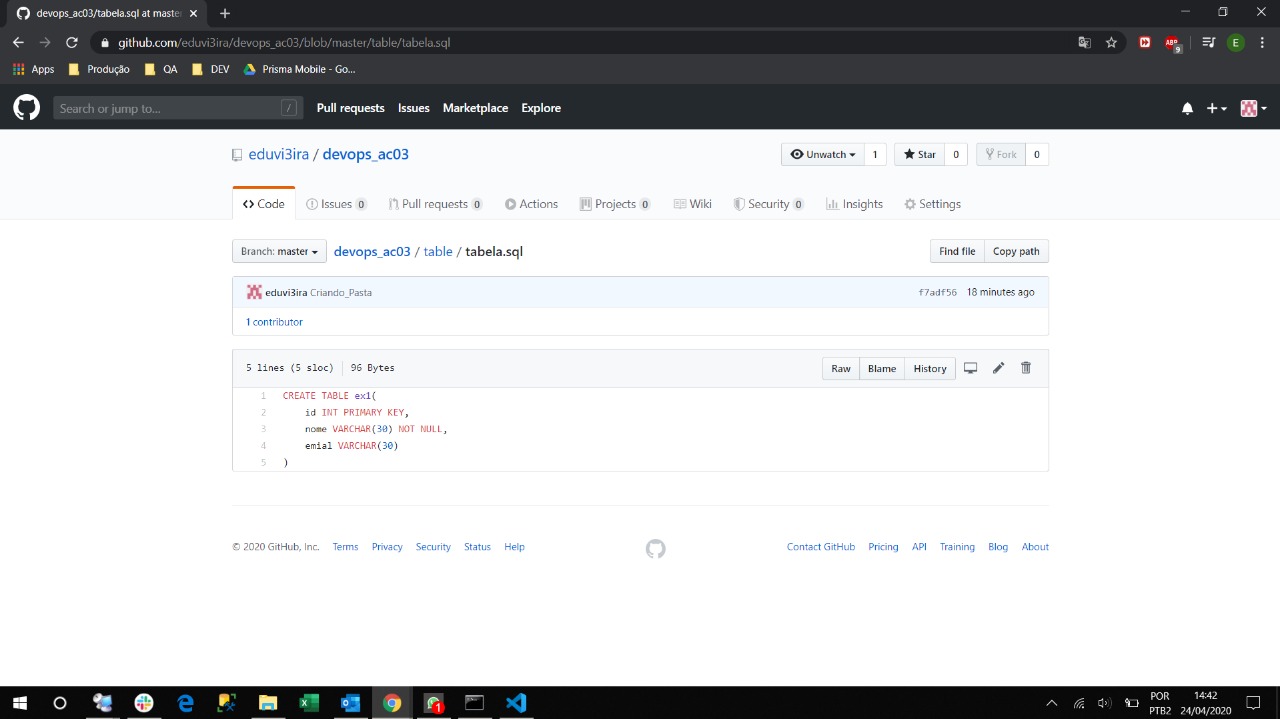 devops_ac03/tabela.sql at master
github.com/eduvi3ira/devops_ac03/blob/master/table/tabela.sql
ABP 9
E
Apps Produção QA DEV Prisma Mobile - Go...
Search or jump to... /
Pull requests Issues Marketplace Explore
eduvi3ira / devops_ac03
Unwatch 1 Star 0 Fork 0
Code Issues 0 Pull requests 0 Actions Projects 0 Wiki Security 0 Insights Settings
Branch: master devops_ac03 / table / tabela.sql
Find file Copy path
eduvi3ira Criando_Pasta f7adf56 18 minutes ago
1 contributor
5 lines (5 sloc) 96 Bytes Raw Blame History
1 CREATE TABLE ex1(
2 id INT PRIMARY KEY,
3 nome VARCHAR(30) NOT NULL,
4 emial VARCHAR(30)
5 )
© 2020 GitHub, Inc. Terms Privacy Security Status Help
Contact GitHub Pricing API Training Blog About
1
POR 14:42
PTB2 24/04/2020